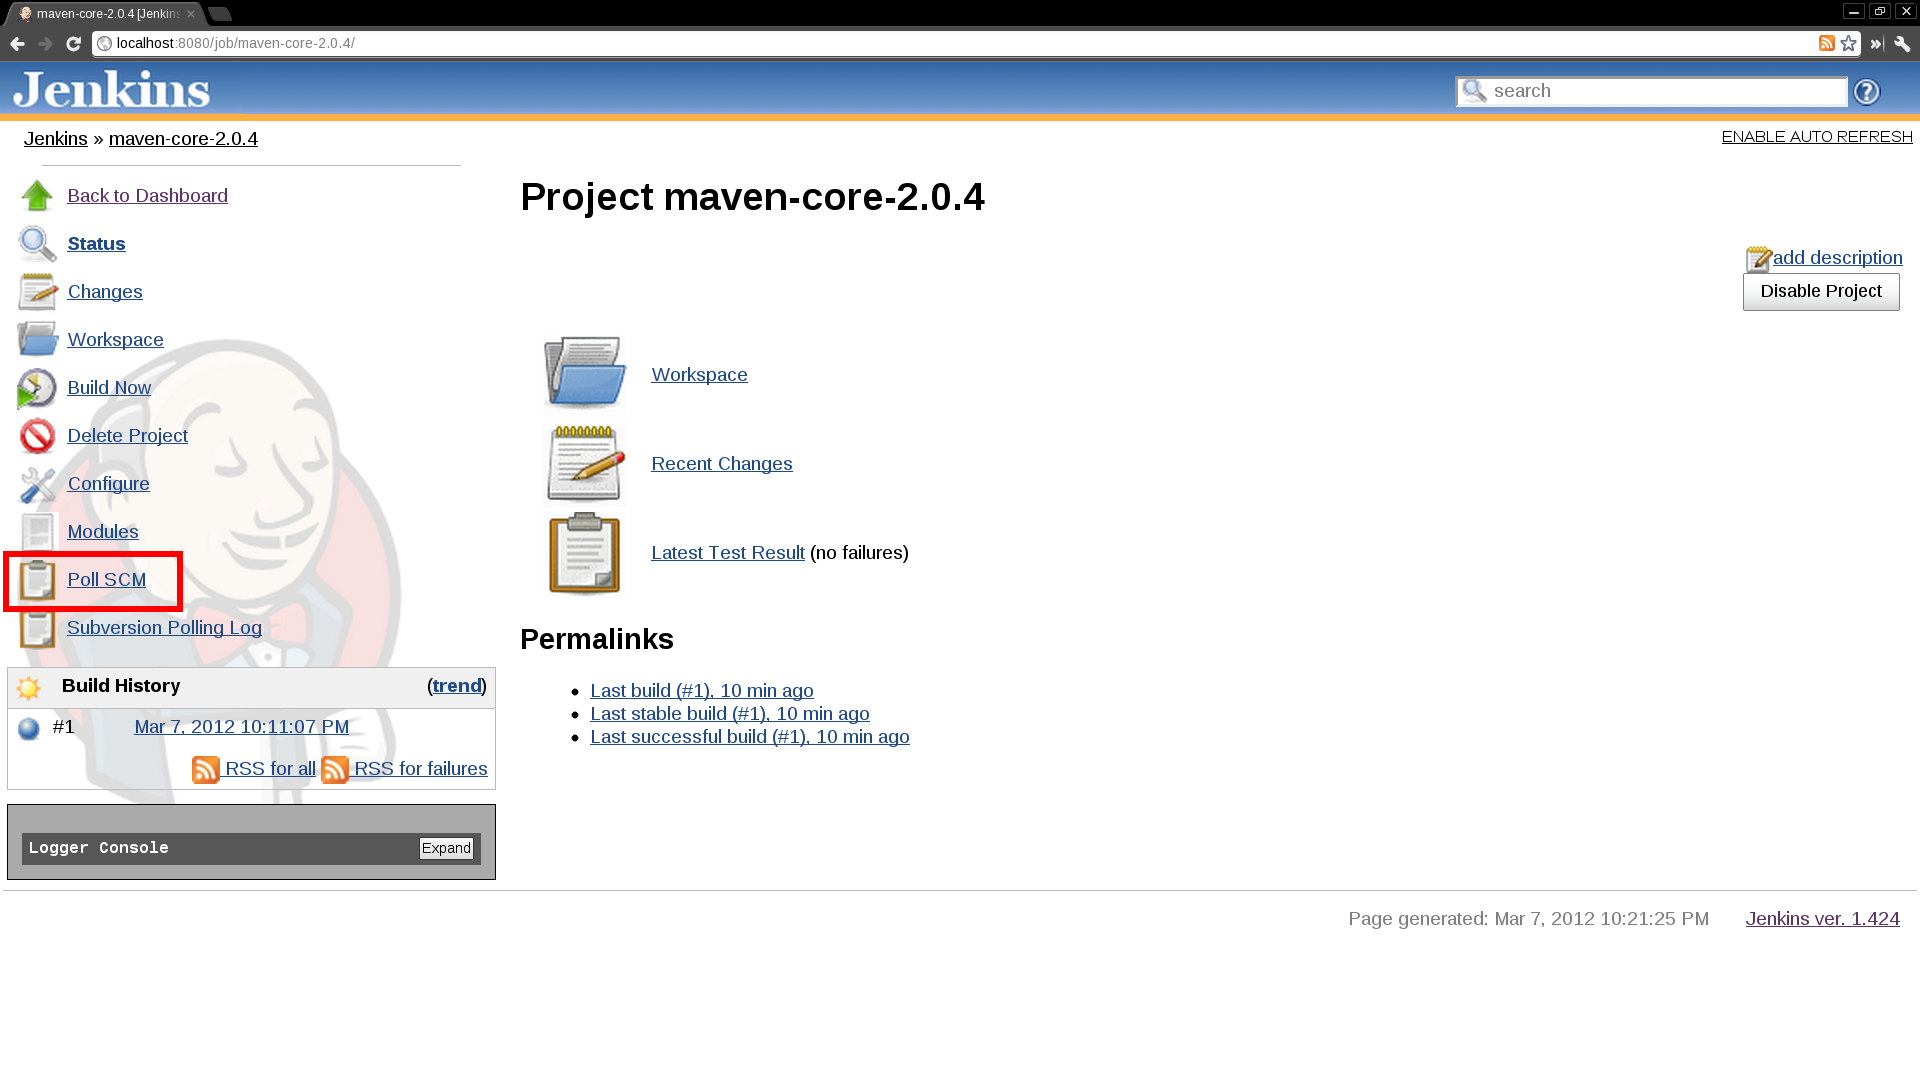 maven-core-2.0.4 [Jenkins
localhost:8080/job/maven-core-2.0.4/
Jenkins
search
Jenkins » maven-core-2.0.4
ENABLE AUTO REFRESH
Back to Dashboard
Status
Changes
Workspace
Build Now
Delete Project
Configure
Modules
Poll SCM
Subversion Polling Log
Build History (trend)
#1 Mar 7, 2012 10:11:07 PM
RSS for all RSS for failures
Logger Console Expand
Project maven-core-2.0.4
add description
Disable Project
Workspace
Recent Changes
Latest Test Result (no failures)
Permalinks
Last build (#1), 10 min ago
Last stable build (#1), 10 min ago
Last successful build (#1), 10 min ago
Page generated: Mar 7, 2012 10:21:25 PM Jenkins ver. 1.424